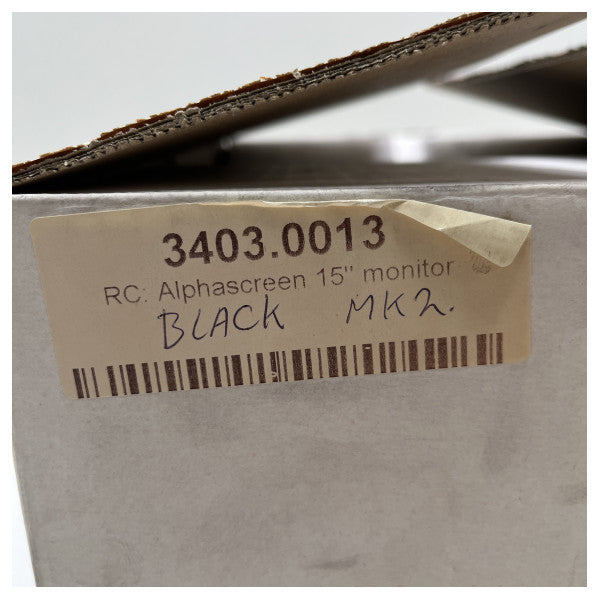 3403.0013
RC: Alphascreen 15" monitor
BLACK MK2.